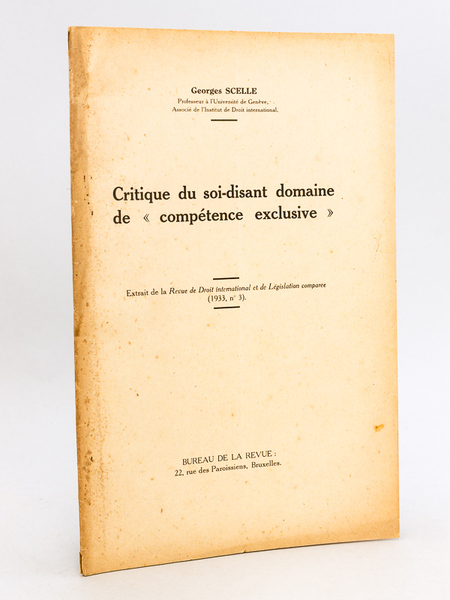 Georges SCELLE
Professeur à l'Université de Genève,
Associé de l'Institut de Droit international.
Critique du soi-disant domaine
de « compétence exclusive »
Extrait de la Revue de Droit international et de Législation comparée
(1933, n° 3).
BUREAU DE LA REVUE :
22, rue des Paroissiens, Bruxelles.